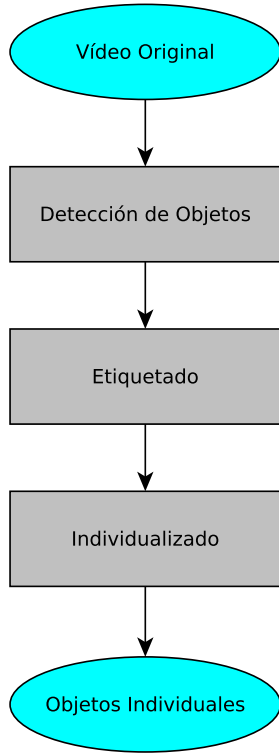 Vídeo Original
Detección de Objetos
Etiquetado
Individualizado
Objetos Individuales